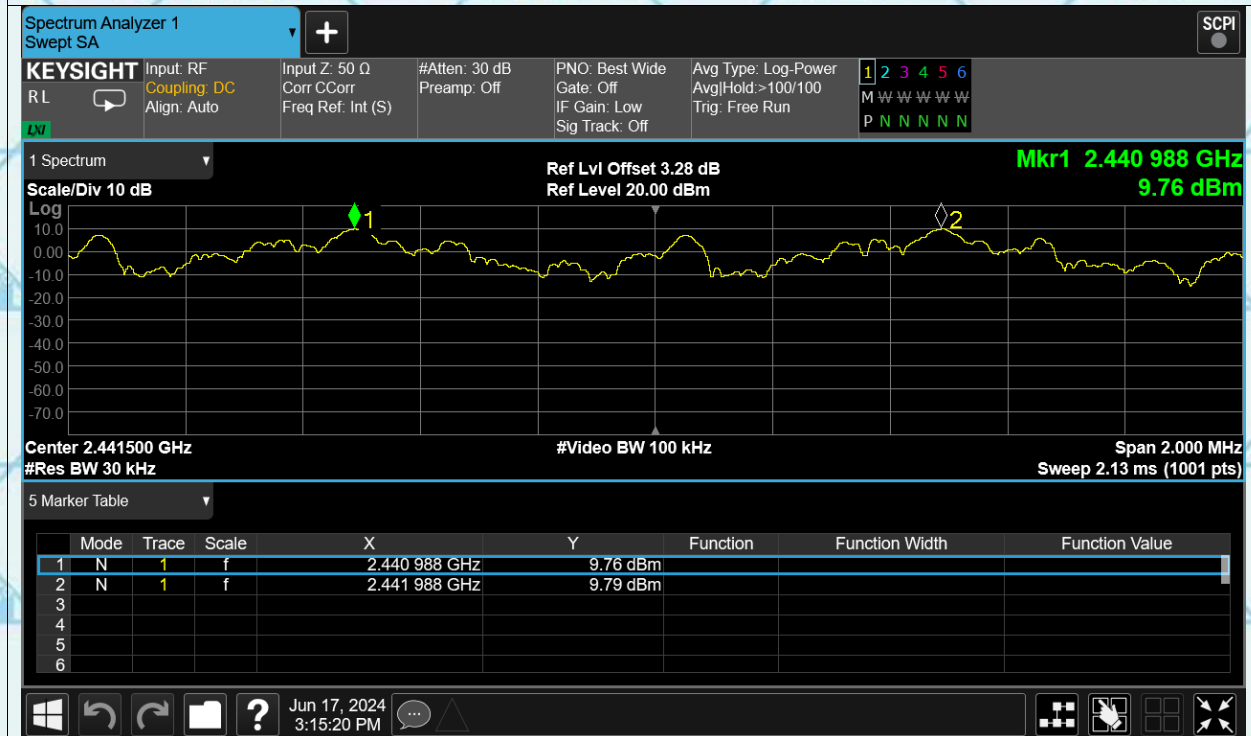 Spectrum Analyzer 1
Swept SA
+
SCPI
KEYSIGHT
RL
LXI
Input: RF
Coupling: DC
Align: Auto
Input Z: 50 Ω
Corr CCorr
Freq Ref: Int (S)
#Atten: 30 dB
Preamp: Off
PNO: Best Wide
Gate: Off
IF Gain: Low
Sig Track: Off
Avg Type: Log-Power
Avg|Hold:>100/100
Trig: Free Run
1 2 3 4 5 6
M W W W W W W
P N N N N N N
1 Spectrum
Scale/Div 10 dB
Ref Lvl Offset 3.28 dB
Ref Level 20.00 dBm
Mkr1 2.440 988 GHz
9.76 dBm
Log
1
2
10.0
0.00
-10.0
-20.0
-30.0
-40.0
-50.0
-60.0
-70.0
Center 2.441500 GHz
#Res BW 30 kHz
#Video BW 100 kHz
Span 2.000 MHz
Sweep 2.13 ms (1001 pts)
5 Marker Table
Mode Trace Scale X Y Function Function Width Function Value
1 N 1 f 2.440 988 GHz 9.76 dBm
2 N 1 f 2.441 988 GHz 9.79 dBm
3
4
5
6
?
Jun 17, 2024
3:15:20 PM